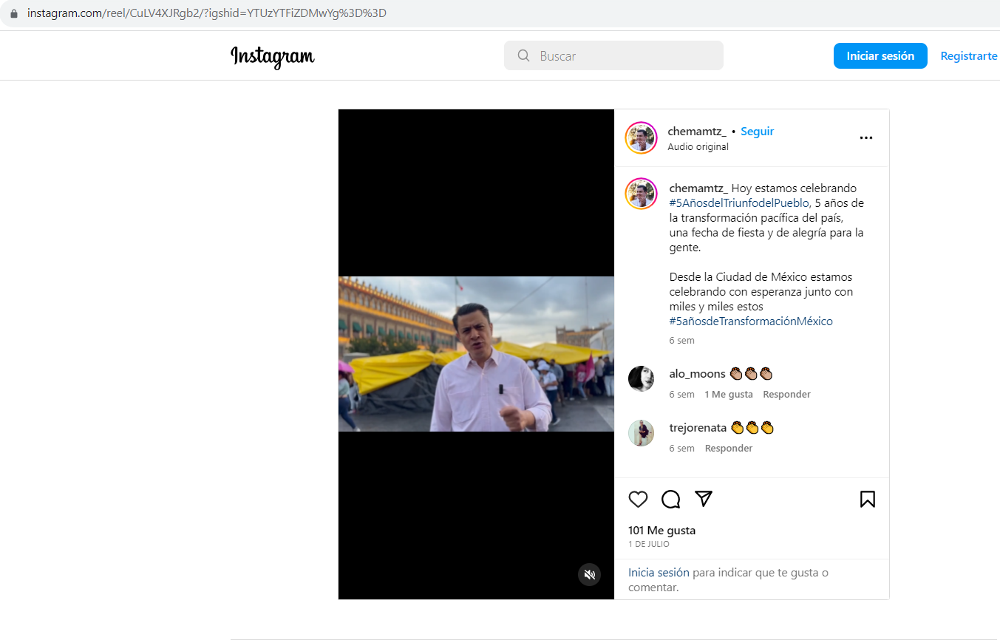 instagram.com/reel/CuLV4XJRgb2/?igshid=YTUzYTFiZDMwYg%3D%3D
Instagram
Buscar
Iniciar sesión
Registrarte
chemamtz_ • Seguir
Audio original
chemamtz_ Hoy estamos celebrando
#5AñosdelTriunfodelPueblo, 5 años de
la transformación pacífica del país,
una fecha de fiesta y de alegría para la
gente.
Desde la Ciudad de México estamos
celebrando con esperanza junto con
miles y miles estos
#5añosdeTransformaciónMéxico
6 sem
alo_moons 👏🏼👏🏼👏🏼
6 sem 1 Me gusta Responder
trejorenata 👏👏👏
6 sem Responder
101 Me gusta
1 DE JULIO
Inicia sesión para indicar que te gusta o
comentar.